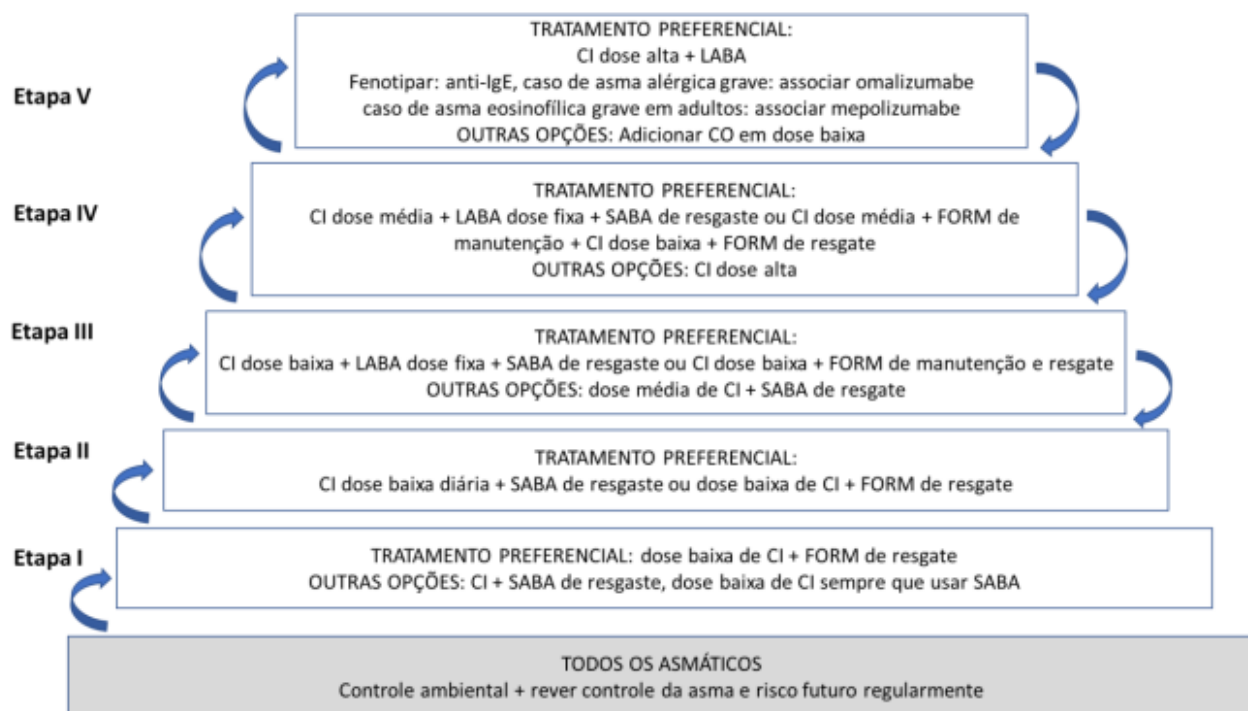 Etapa V
TRATAMENTO PREFERENCIAL:
CI dose alta + LABA
Fenotipar: anti-IgE, caso de asma alérgica grave: associar omalizumabe
caso de asma eosinofílica grave em adultos: associar mepolizumabe
OUTRAS OPÇÕES: Adicionar CO em dose baixa
Etapa IV
TRATAMENTO PREFERENCIAL:
CI dose média + LABA dose fixa + SABA de resgaste ou CI dose média + FORM de
manutenção + CI dose baixa + FORM de resgate
OUTRAS OPÇÕES: CI dose alta
Etapa III
TRATAMENTO PREFERENCIAL:
CI dose baixa + LABA dose fixa + SABA de resgaste ou CI dose baixa + FORM de manutenção e resgate
OUTRAS OPÇÕES: dose média de CI + SABA de resgate
Etapa II
TRATAMENTO PREFERENCIAL:
CI dose baixa diária + SABA de resgaste ou dose baixa de CI + FORM de resgate
Etapa I
TRATAMENTO PREFERENCIAL: dose baixa de CI + FORM de resgate
OUTRAS OPÇÕES: CI + SABA de resgaste, dose baixa de CI sempre que usar SABA
TODOS OS ASMÁTICOS
Controle ambiental + rever controle da asma e risco futuro regularmente